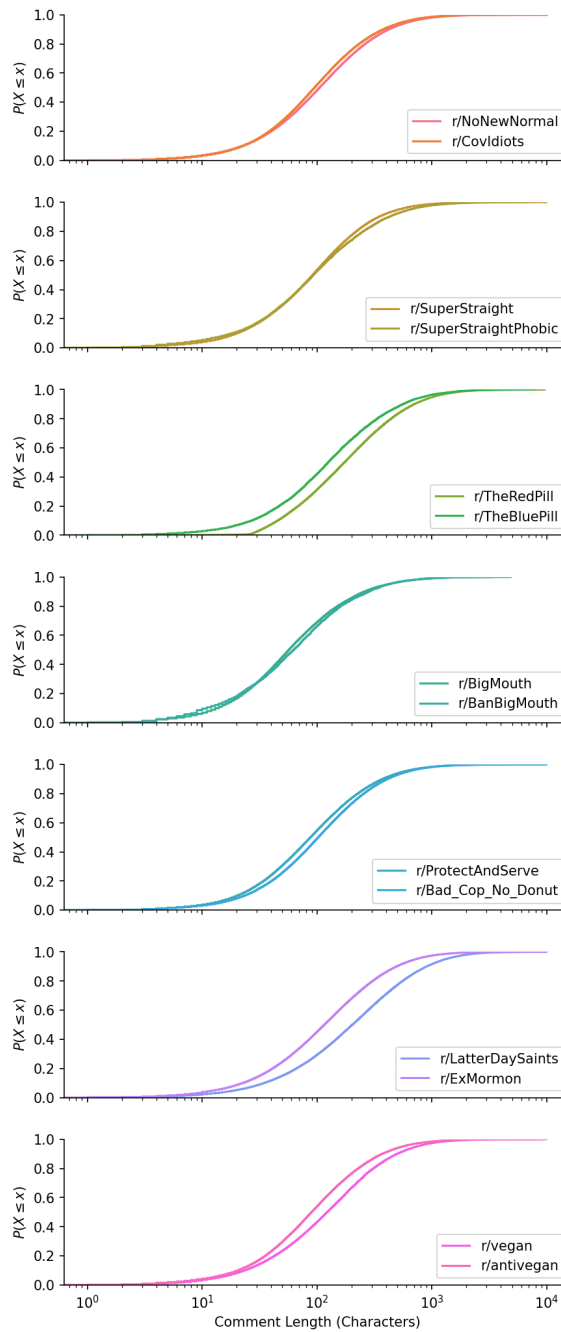 1.0
0.8
0.6
0.4
0.2
0.0
P(X ≤ x)
r/NoNewNormal
r/CovIdiots
1.0
0.8
0.6
0.4
0.2
0.0
P(X ≤ x)
r/SuperStraight
r/SuperStraightPhobic
1.0
0.8
0.6
0.4
0.2
0.0
P(X ≤ x)
r/TheRedPill
r/TheBluePill
1.0
0.8
0.6
0.4
0.2
0.0
P(X ≤ x)
r/BigMouth
r/BanBigMouth
1.0
0.8
0.6
0.4
0.2
0.0
P(X ≤ x)
r/ProtectAndServe
r/Bad_Cop_No_Donut
1.0
0.8
0.6
0.4
0.2
0.0
P(X ≤ x)
r/LatterDaySaints
r/ExMormon
1.0
0.8
0.6
0.4
0.2
0.0
P(X ≤ x)
r/vegan
r/antivegan
10⁰ 10¹ 10² 10³ 10⁴
Comment Length (Characters)